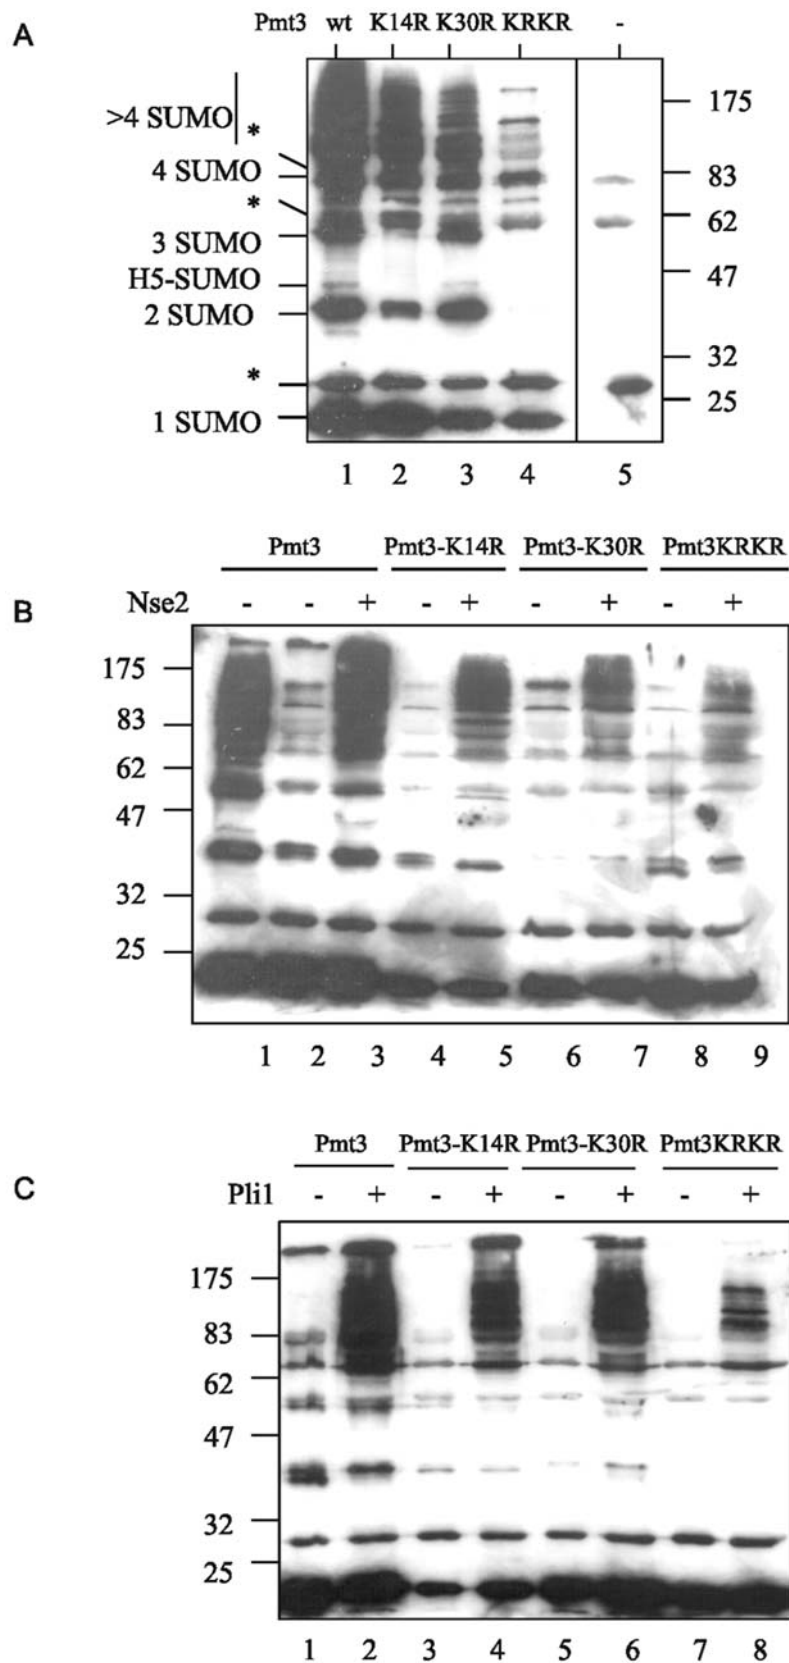 A
Pmt3 wt K14R K30R KRKR -
>4 SUMO
*
4 SUMO
*
3 SUMO
H5-SUMO
2 SUMO
*
1 SUMO
175
83
62
47
32
25
1 2 3 4 5
B
Pmt3 Pmt3-K14R Pmt3-K30R Pmt3KRKR
Nse2 - - + - + - + - +
175
83
62
47
32
25
1 2 3 4 5 6 7 8 9
C
Pmt3 Pmt3-K14R Pmt3-K30R Pmt3KRKR
Pli1 - + - + - + - +
175
83
62
47
32
25
1 2 3 4 5 6 7 8